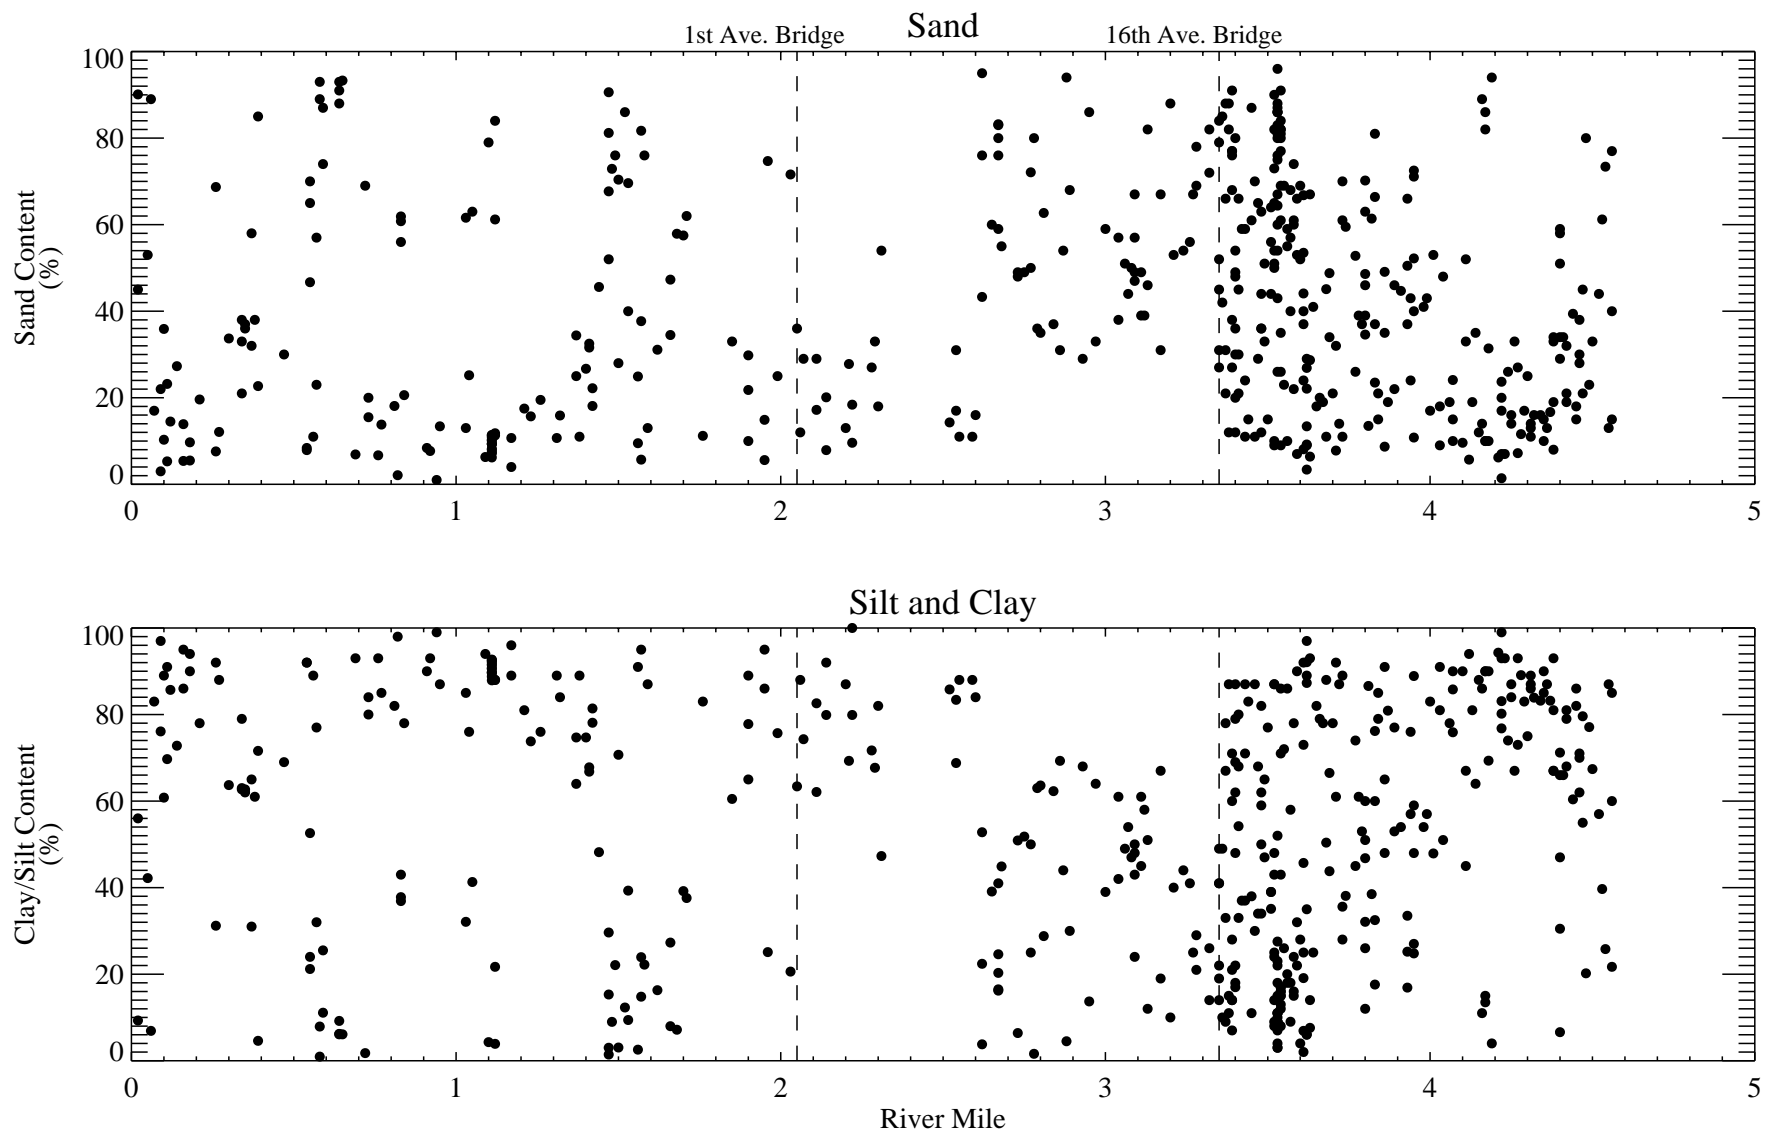 Sand
1st Ave. Bridge
16th Ave. Bridge
100
80
60
40
20
0
Sand Content
(%)
0 1 2 3 4 5
Silt and Clay
100
80
60
40
20
0
Clay/Silt Content
(%)
0 1 2 3 4 5
River Mile